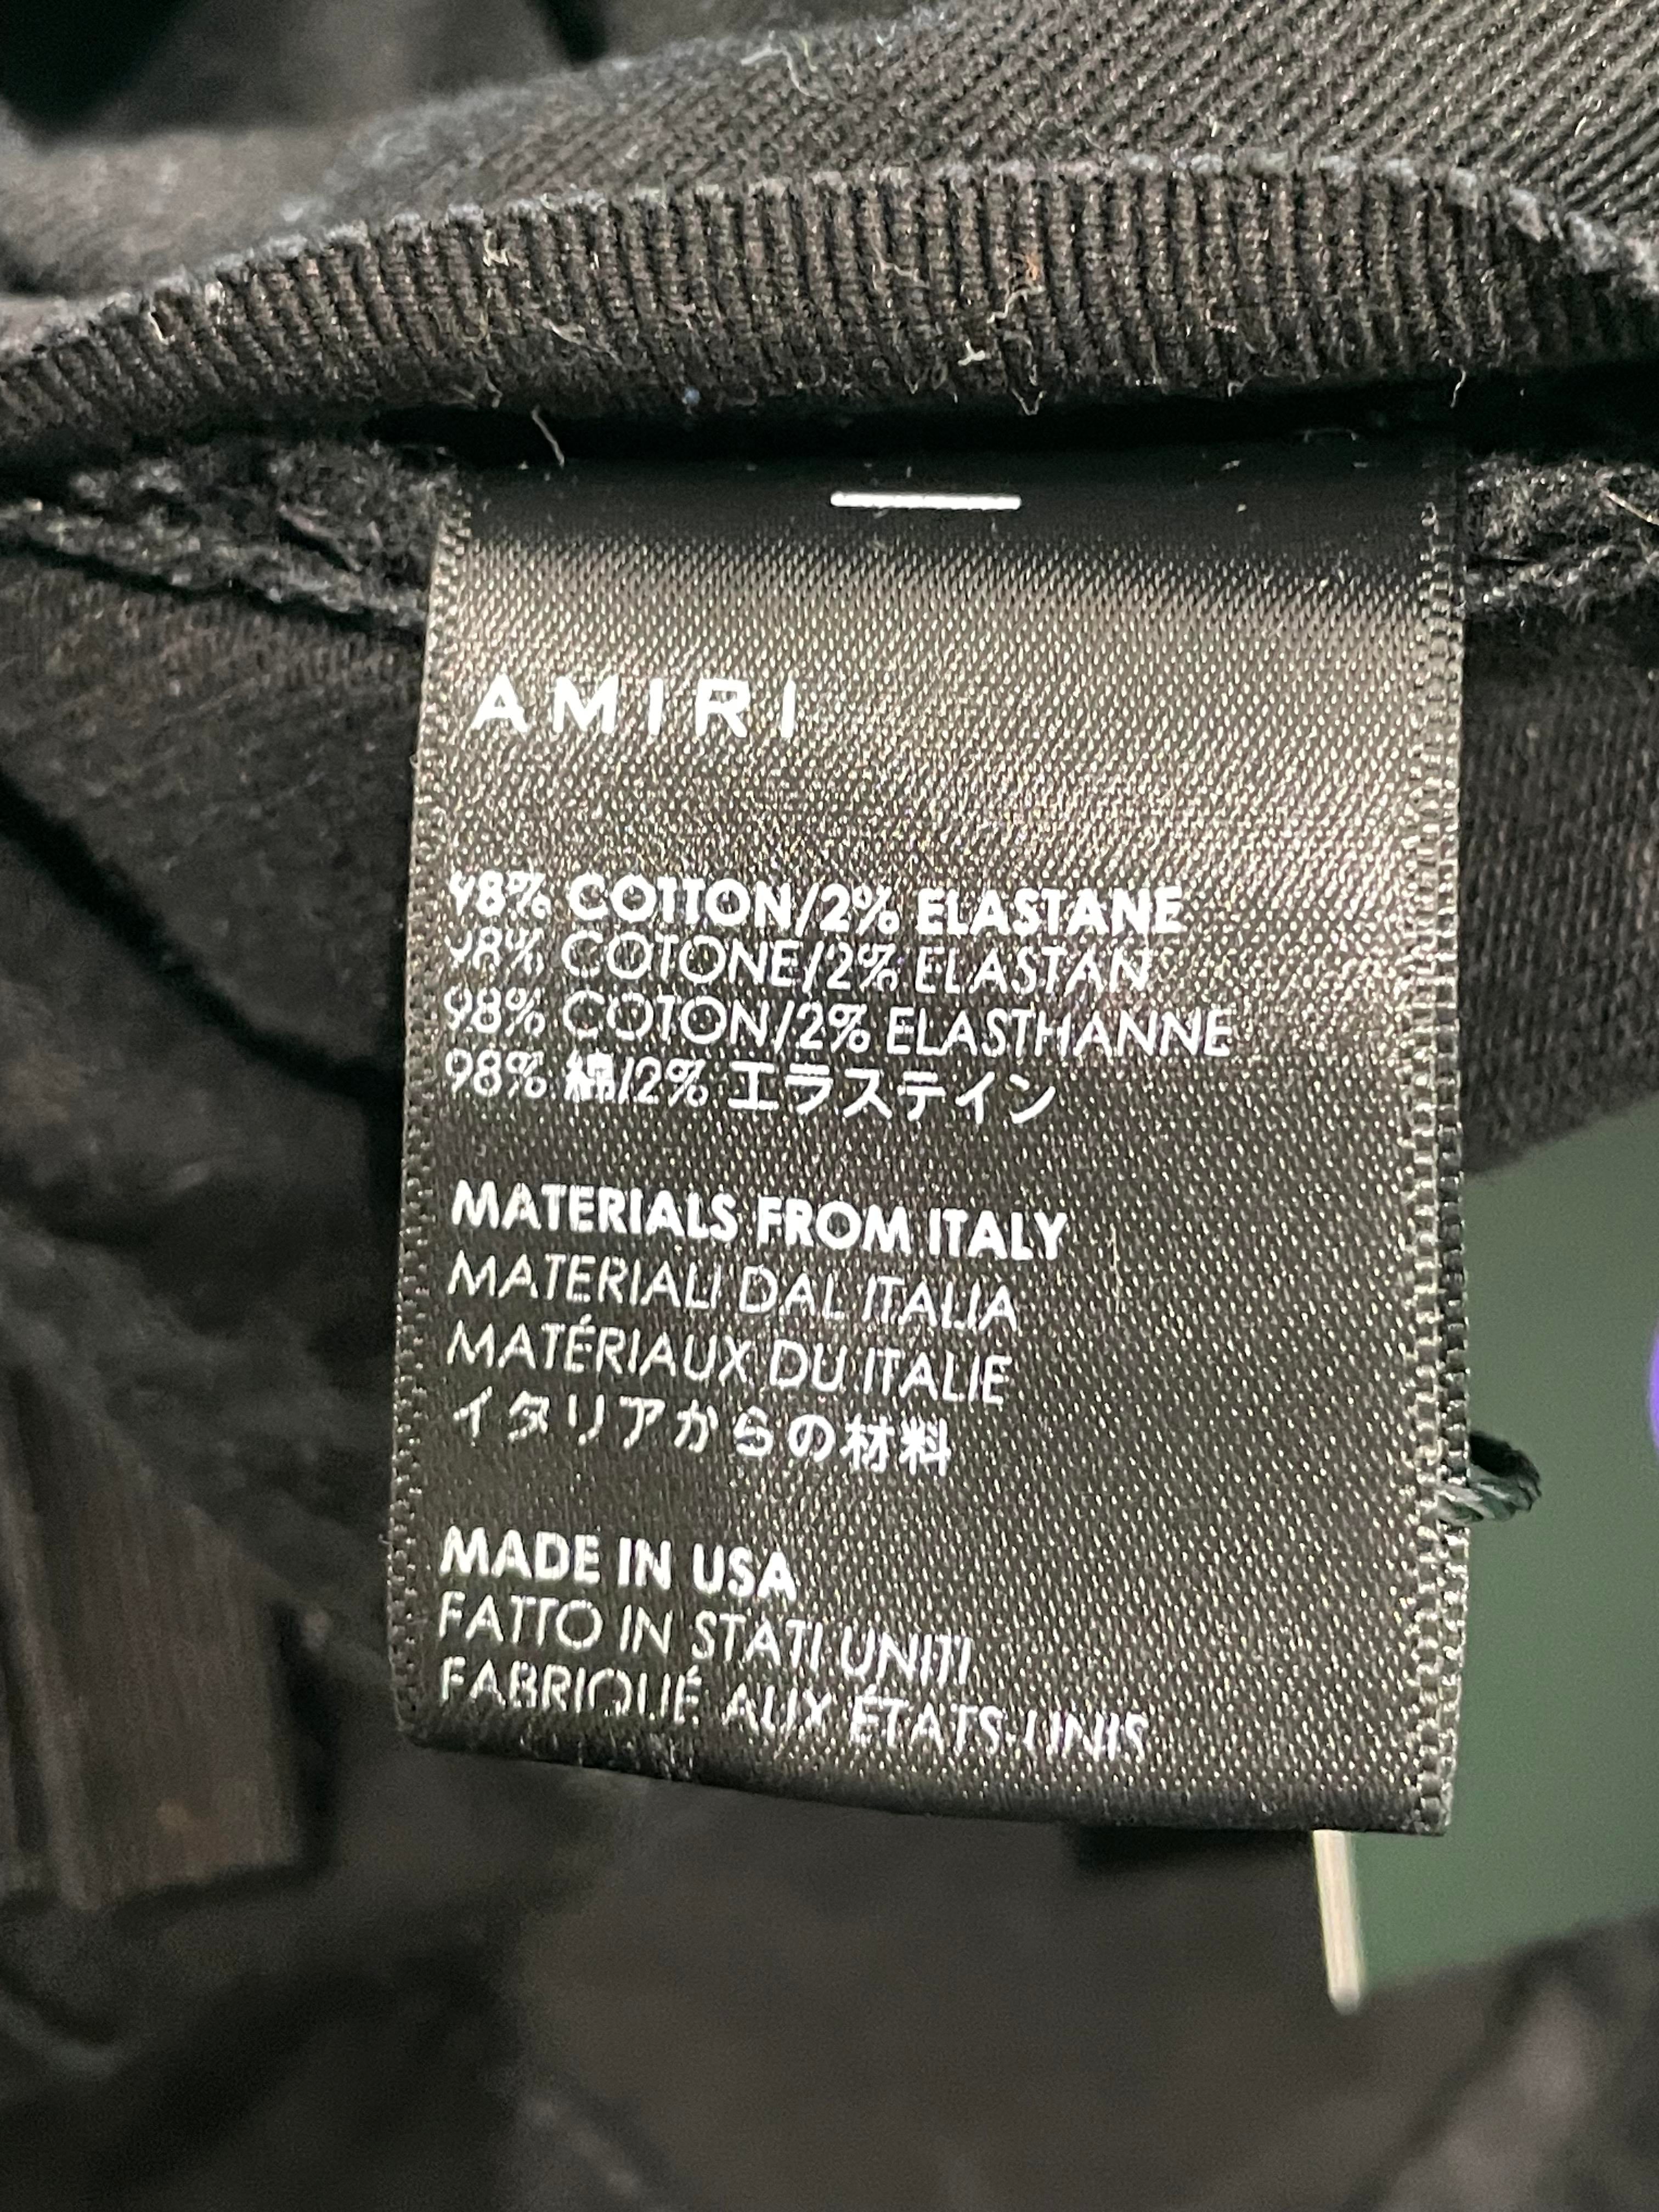 AMIRI
98% COTTON/2% ELASTANE
98% COTONE/2% ELASTAN
98% COTON/2% ELASTHANNE
98% 綿/2% エラステイン
MATERIALS FROM ITALY
MATERIALI DAL ITALIA
MATÉRIAUX DU ITALIE
イタリアからの材料
MADE IN USA
FATTO IN STATI UNITI
FABRIQUÉ AUX ÉTATS-UNIS